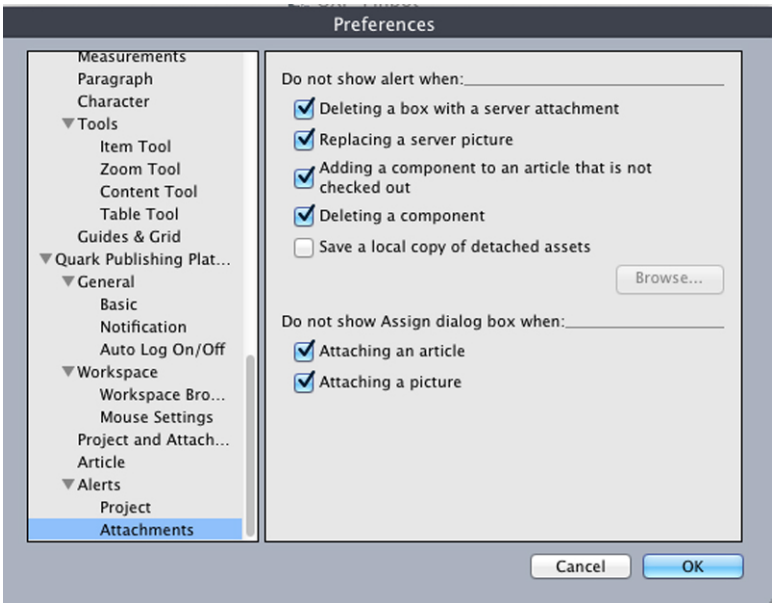 Preferences
Measurements
Paragraph
Character
Tools
Item Tool
Zoom Tool
Content Tool
Table Tool
Guides & Grid
Quark Publishing Plat...
General
Basic
Notification
Auto Log On/Off
Workspace
Workspace Bro...
Mouse Settings
Project and Attach...
Article
Alerts
Project
Attachments
Do not show alert when:
Deleting a box with a server attachment
Replacing a server picture
Adding a component to an article that is not
checked out
Deleting a component
Save a local copy of detached assets
Browse...
Do not show Assign dialog box when:
Attaching an article
Attaching a picture
Cancel
OK